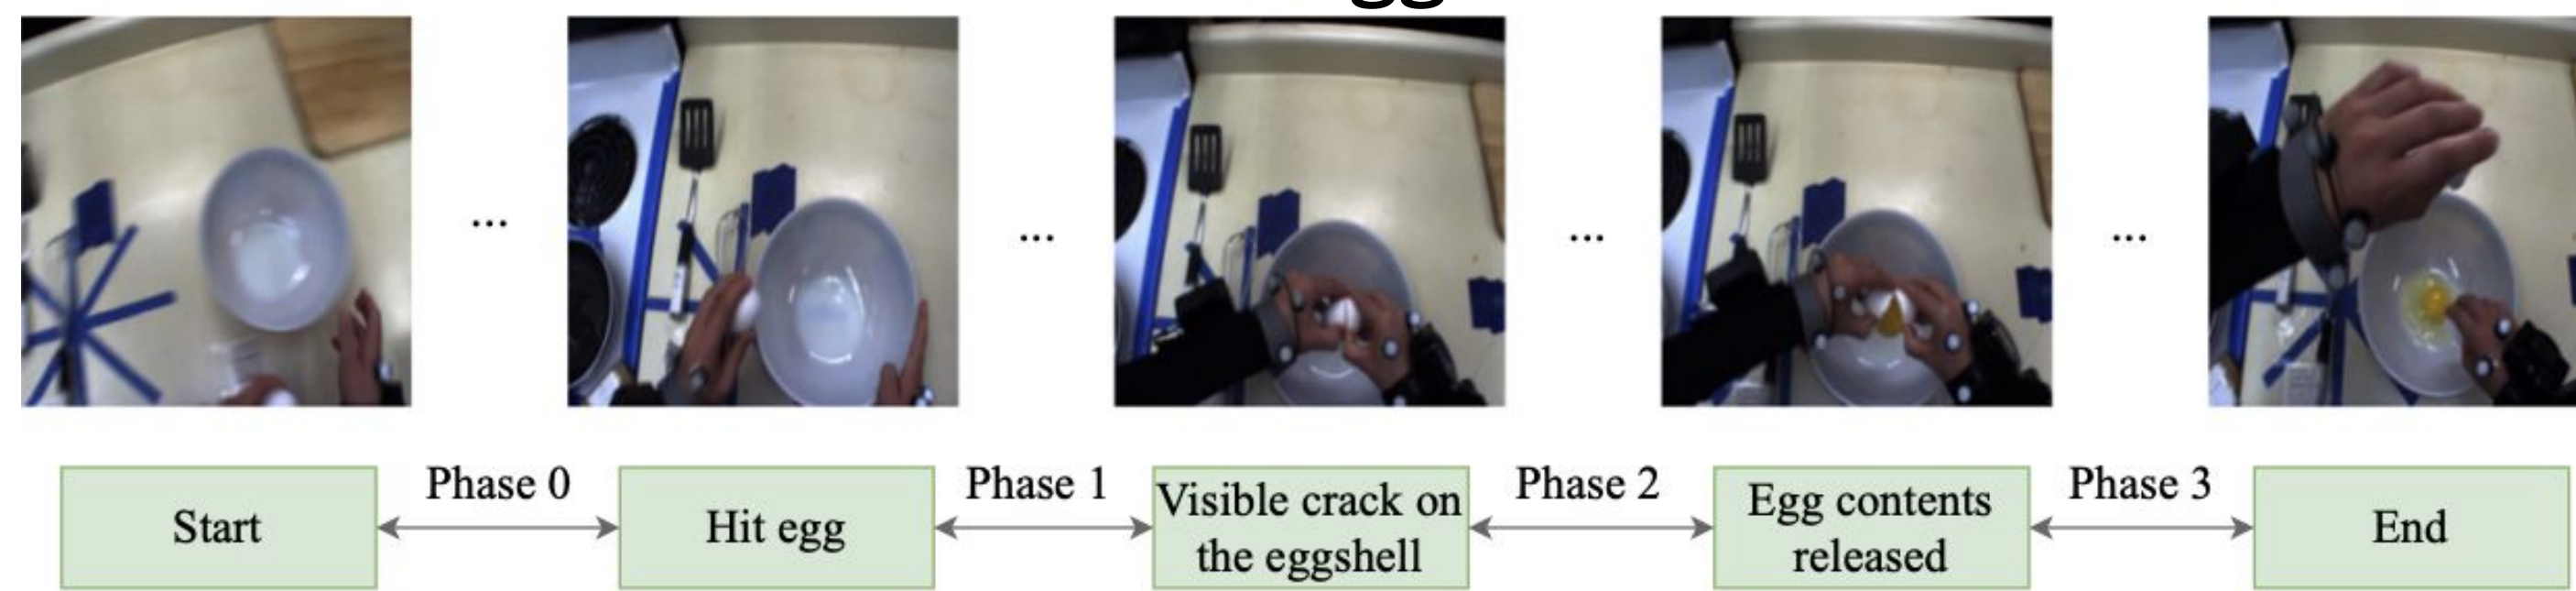 ...
...
...
...
Phase 0
Phase 1
Phase 2
Phase 3
Start
Hit egg
Visible crack on
the eggshell
Egg contents
released
End